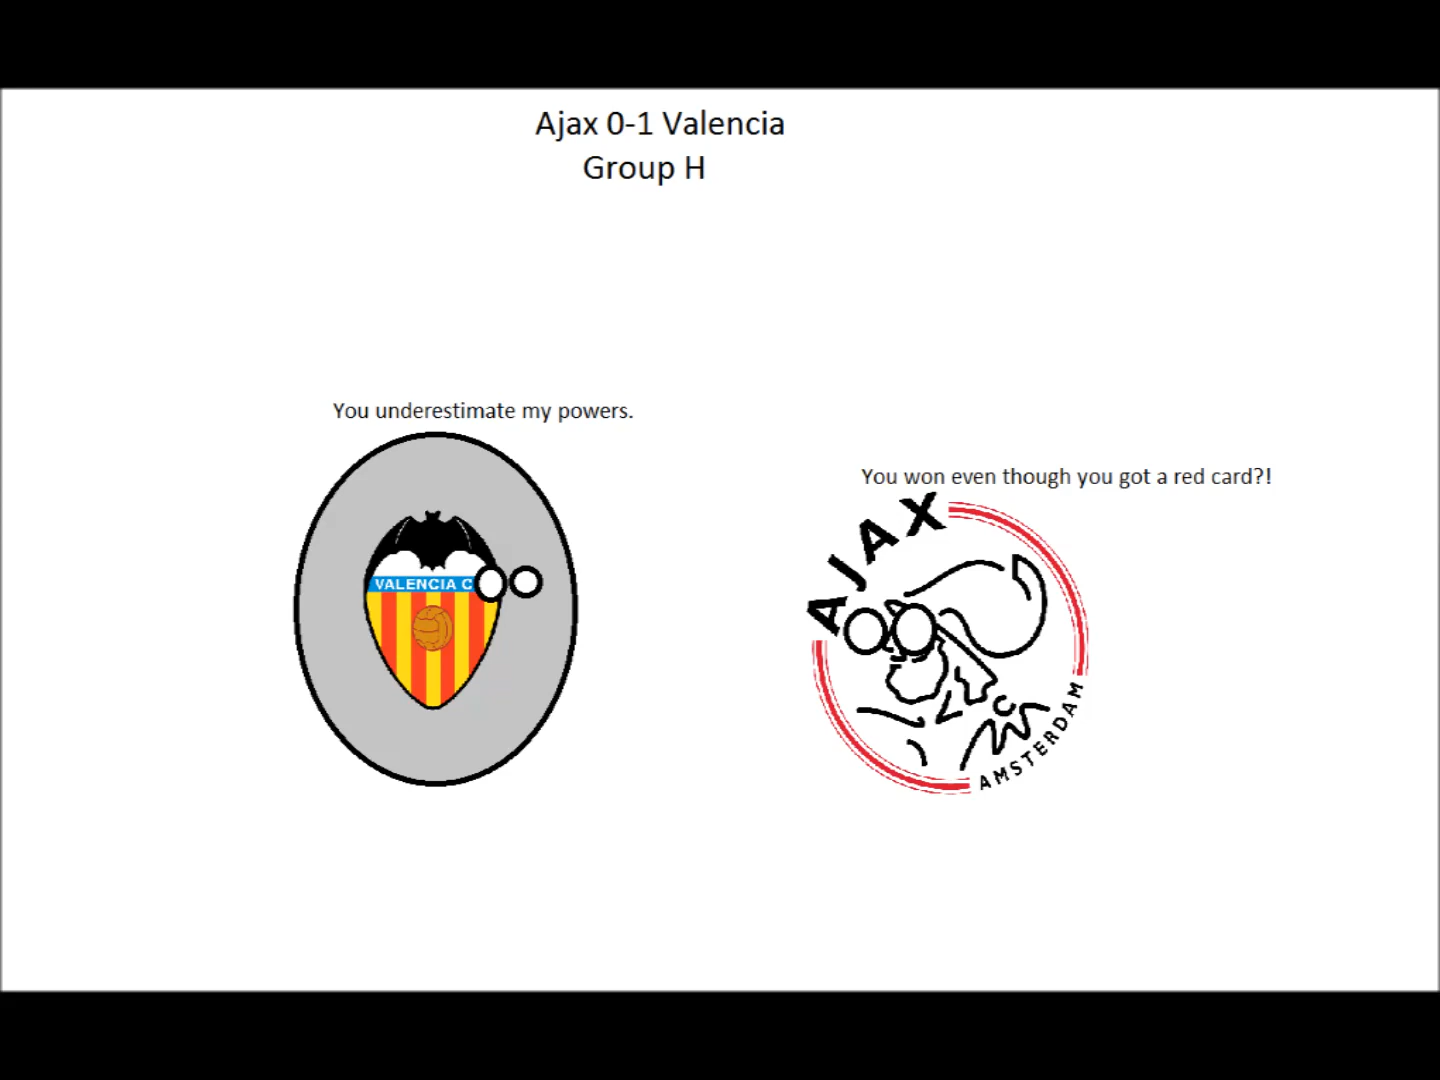 Ajax 0-1 Valencia
Group H
You underestimate my powers.
You won even though you got a red card?!
VALENCIA C
AJAX
AMSTERDAM